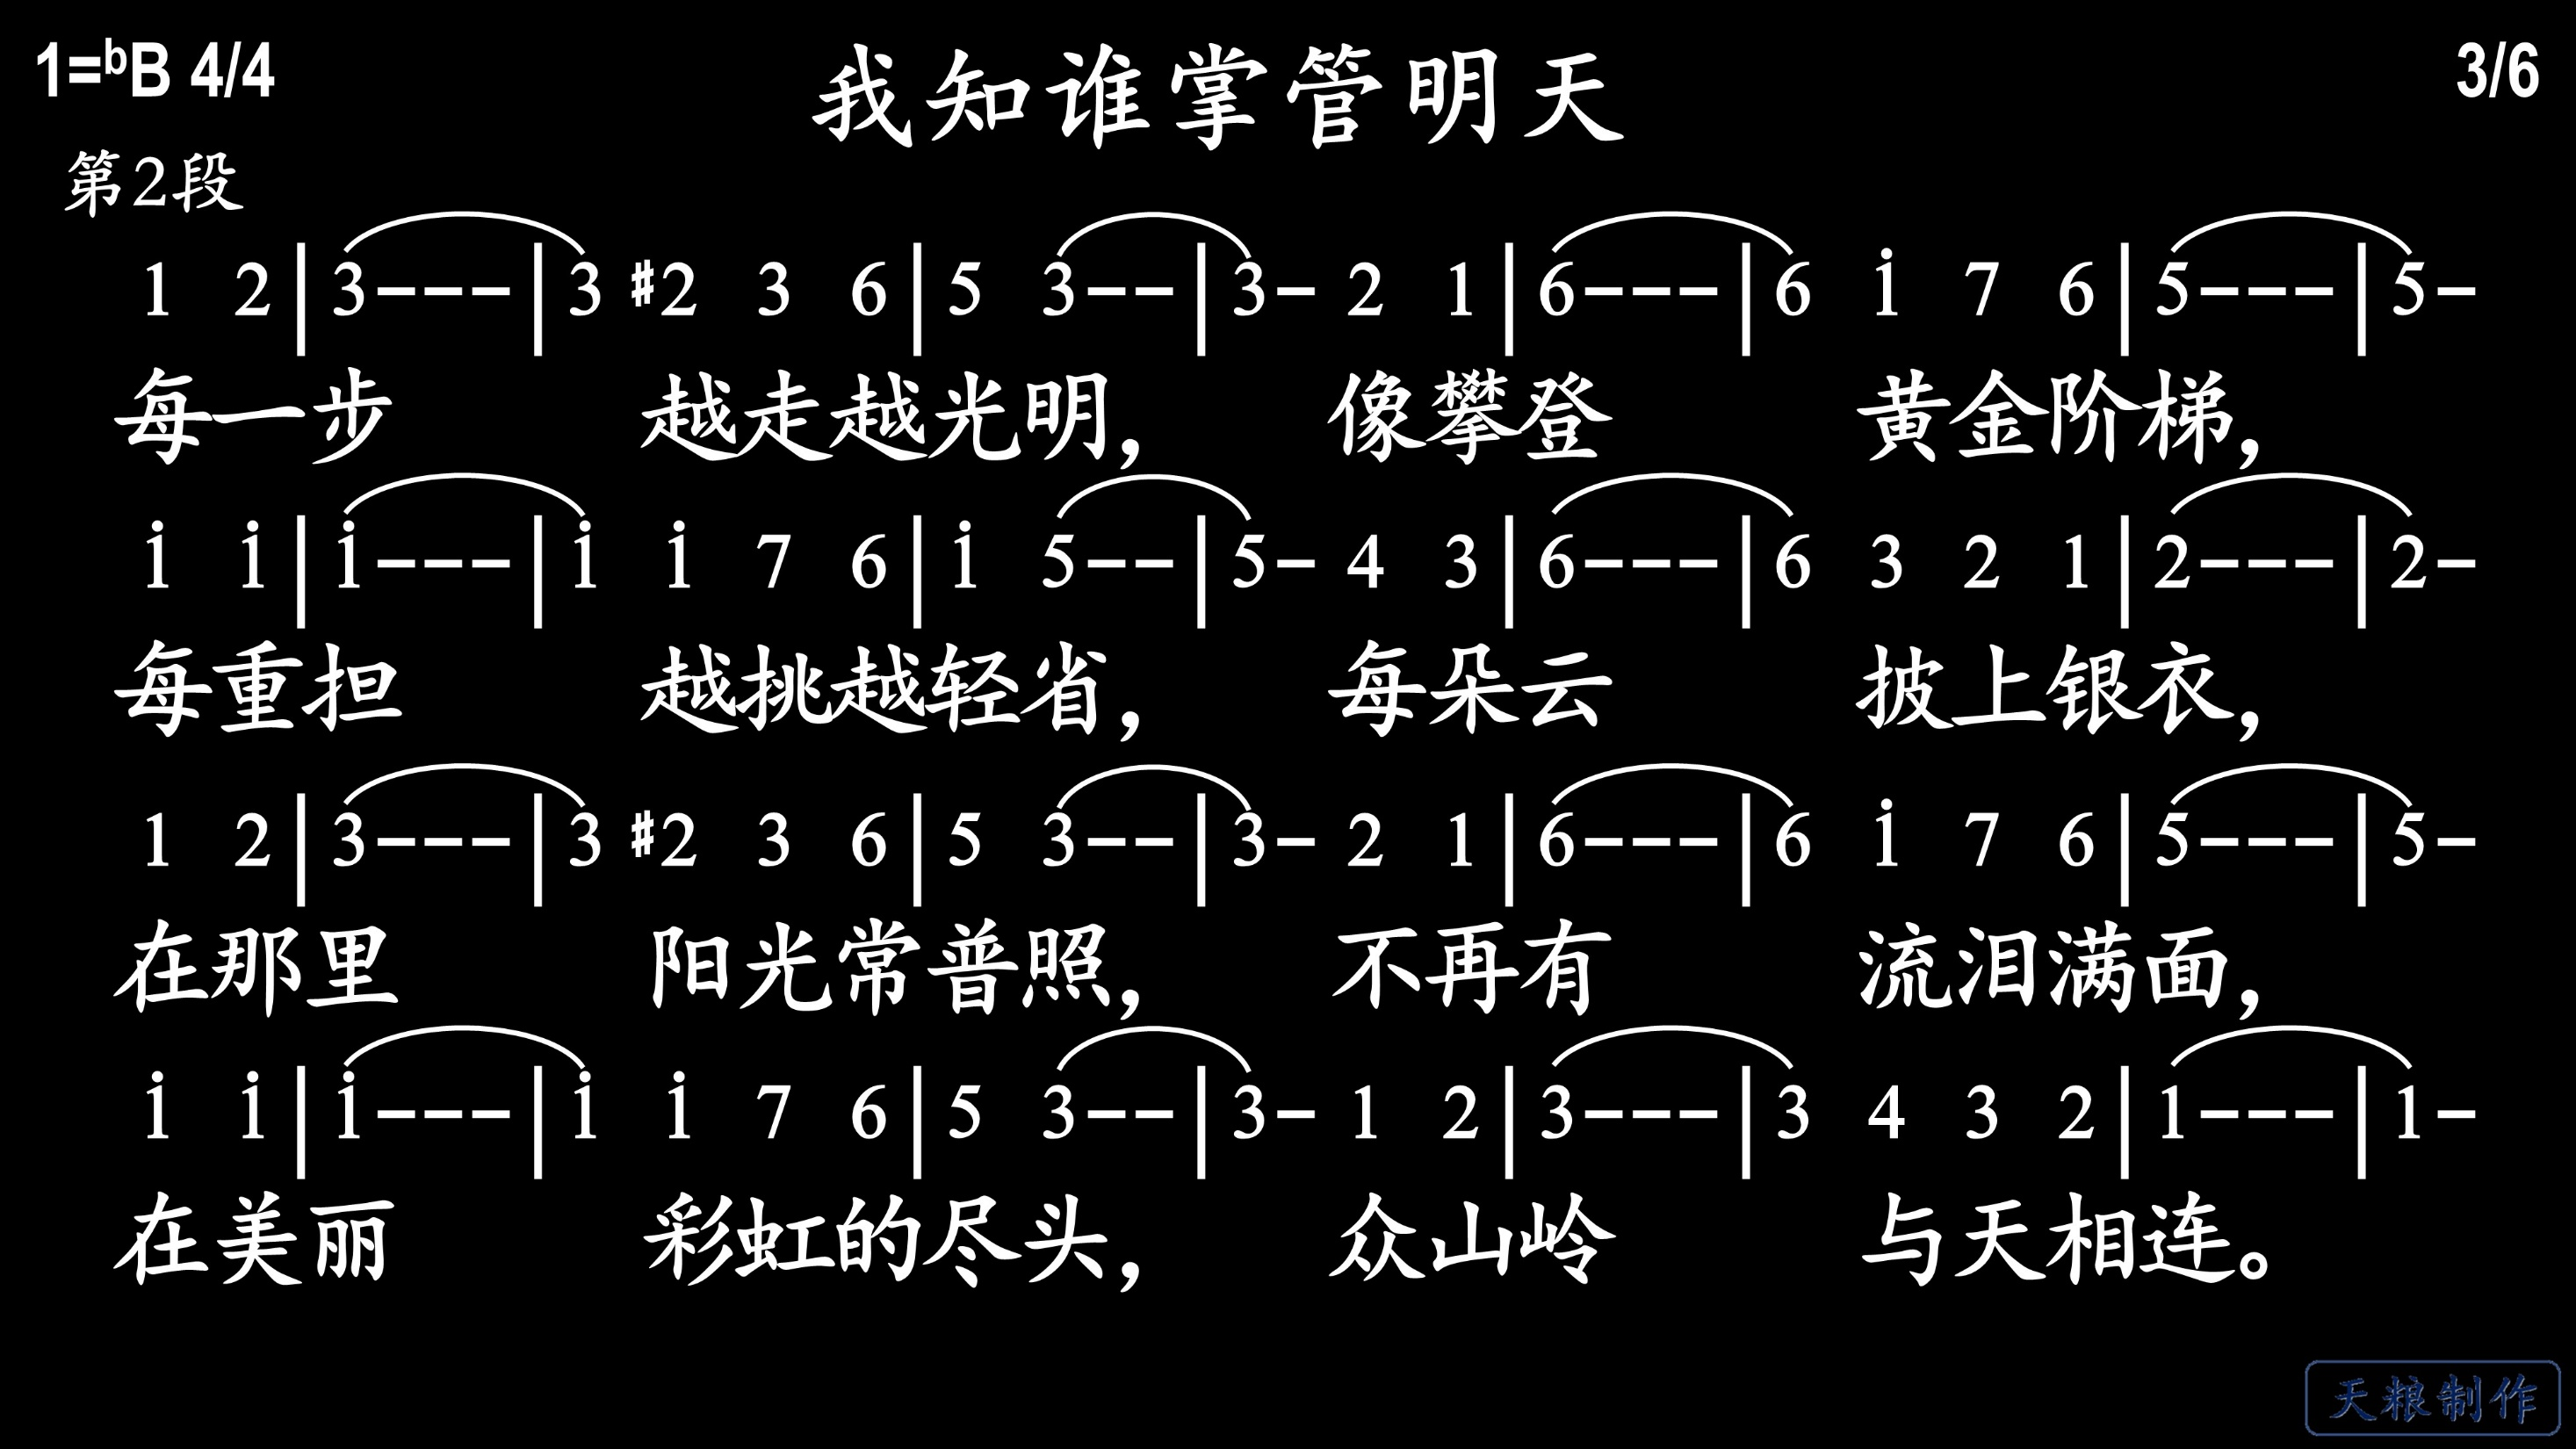 1=ᵇB 4/4
我知谁掌管明天
3/6
第2段
1 2 | 3 - - - | 3 #2 3 6 | 5 3 - - | 3 - 2 1 | 6 - - - | 6 i 7 6 | 5 - - - | 5 -
每一步 越走越光明， 像攀登 黄金阶梯，
i i | i - - - | i i 7 6 | i 5 - - | 5 - 4 3 | 6 - - - | 6 3 2 1 | 2 - - - | 2 -
每重担 越挑越轻省， 每朵云 披上银衣，
1 2 | 3 - - - | 3 #2 3 6 | 5 3 - - | 3 - 2 1 | 6 - - - | 6 i 7 6 | 5 - - - | 5 -
在那里 阳光常普照， 不再有 流泪满面，
i i | i - - - | i i 7 6 | 5 3 - - | 3 - 1 2 | 3 - - - | 3 4 3 2 | 1 - - - | 1 -
在美丽 彩虹的尽头， 众山岭 与天相连。
天粮制作